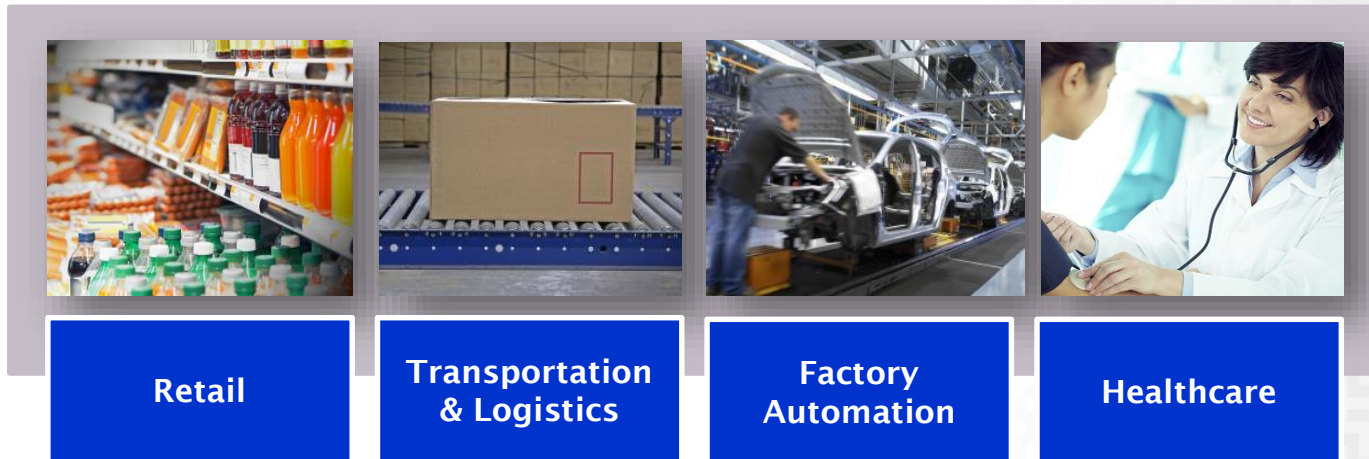 Retail
Transportation
& Logistics
Factory
Automation
Healthcare